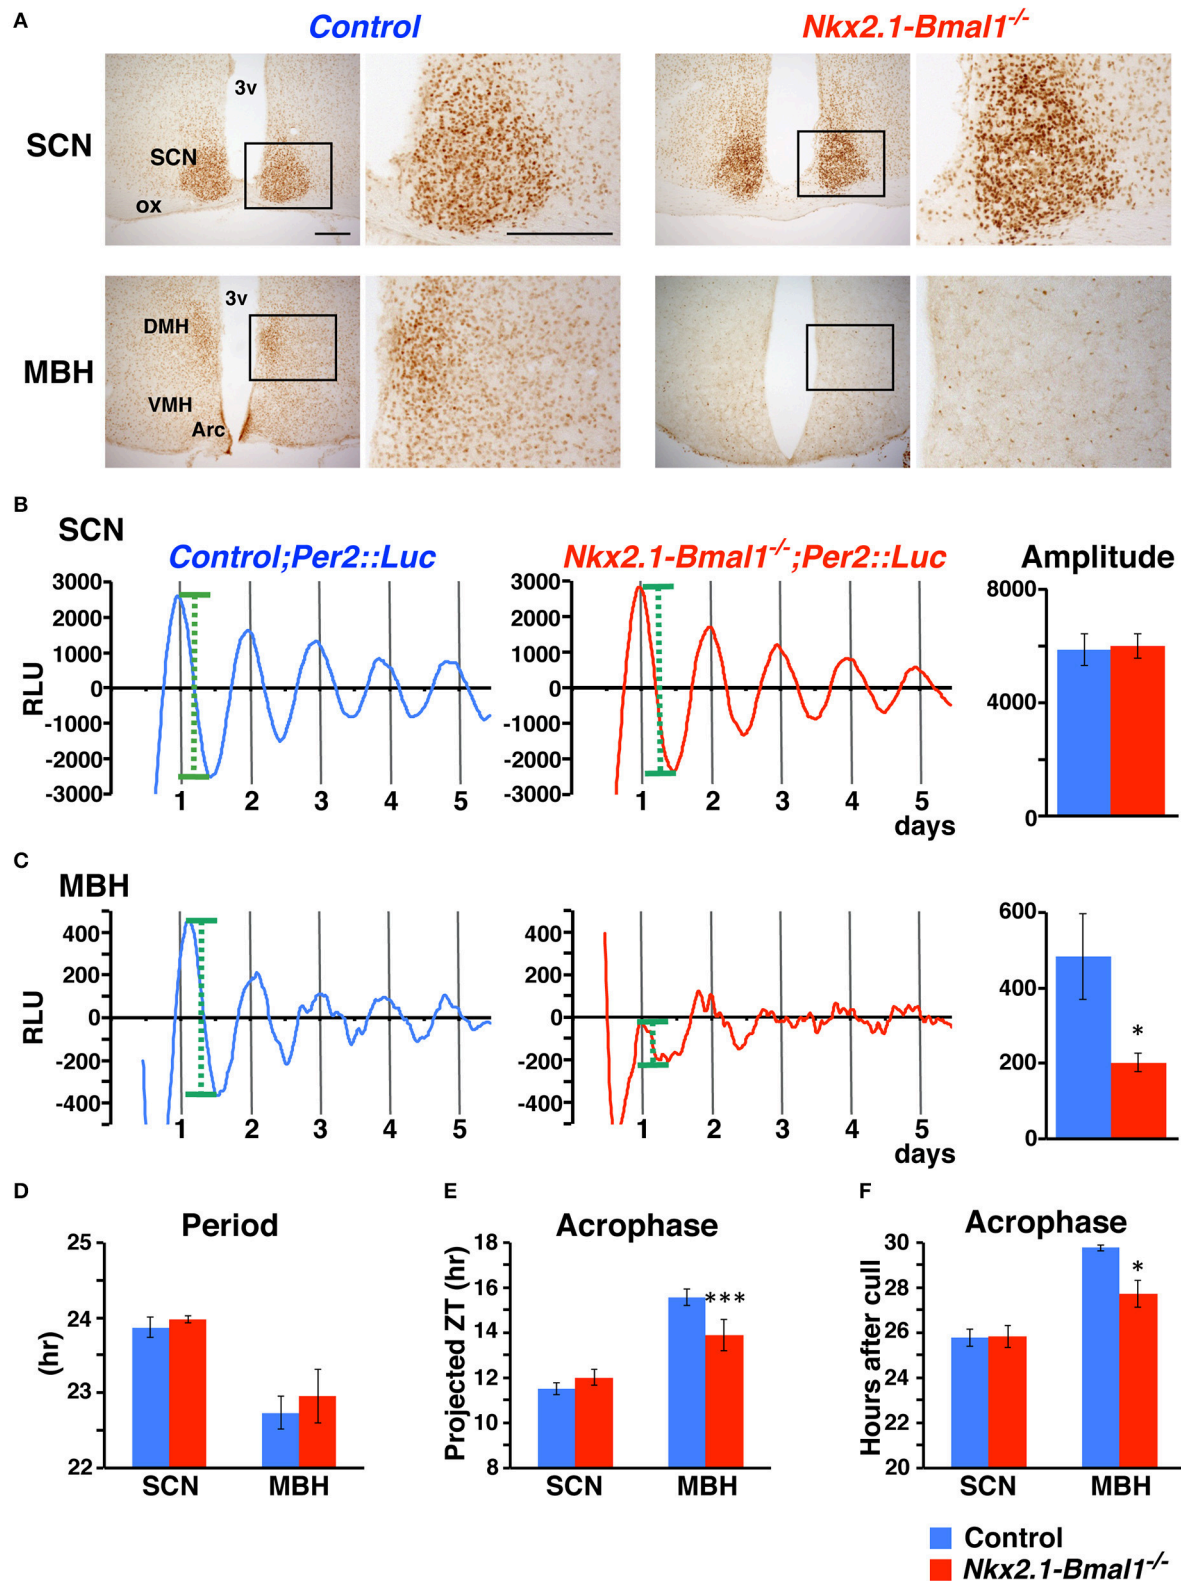 A
Control
Nkx2.1-Bmal1-/-
SCN
3v
SCN
ox
MBH
3v
DMH
VMH
Arc
B
SCN
Control;Per2::Luc
Nkx2.1-Bmal1-/-;Per2::Luc
Amplitude
RLU
3000
2000
1000
0
-1000
-2000
-3000
1 2 3 4 5
3000
2000
1000
0
-1000
-2000
-3000
1 2 3 4 5
days
8000
4000
0
C
MBH
RLU
400
200
0
-200
-400
1 2 3 4 5
400
200
0
-200
-400
1 2 3 4 5
days
600
400
200
0
*
D
Period
(hr)
25
24
23
22
SCN MBH
E
Acrophase
Projected ZT (hr)
18
16
14
12
10
8
***
SCN MBH
F
Acrophase
Hours after cull
30
28
26
24
22
20
*
SCN MBH
Control
Nkx2.1-Bmal1-/-